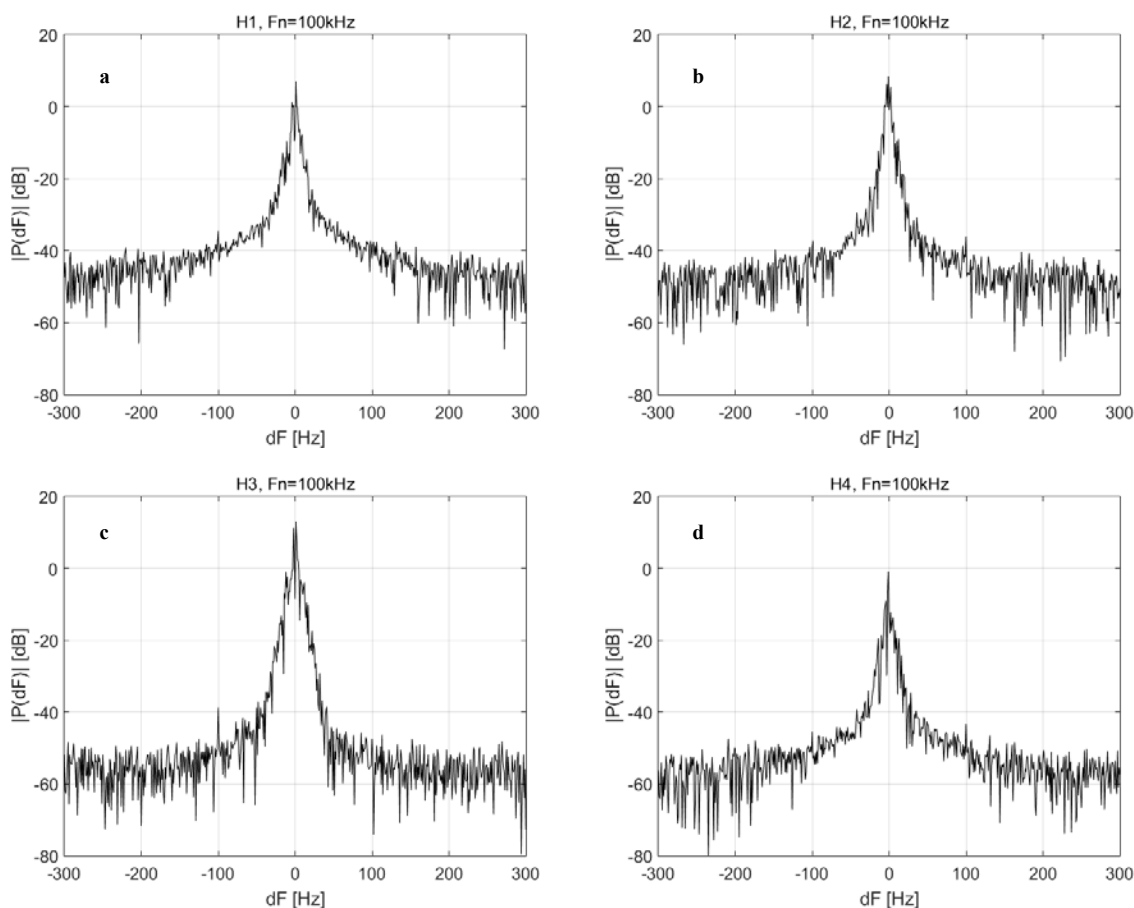 H1, Fn=100kHz
a
20
0
-20
-40
-60
-80
|P(dF)| [dB]
-300 -200 -100 0 100 200 300
dF [Hz]
H2, Fn=100kHz
b
20
0
-20
-40
-60
-80
|P(dF)| [dB]
-300 -200 -100 0 100 200 300
dF [Hz]
H3, Fn=100kHz
c
20
0
-20
-40
-60
-80
|P(dF)| [dB]
-300 -200 -100 0 100 200 300
dF [Hz]
H4, Fn=100kHz
d
20
0
-20
-40
-60
-80
|P(dF)| [dB]
-300 -200 -100 0 100 200 300
dF [Hz]